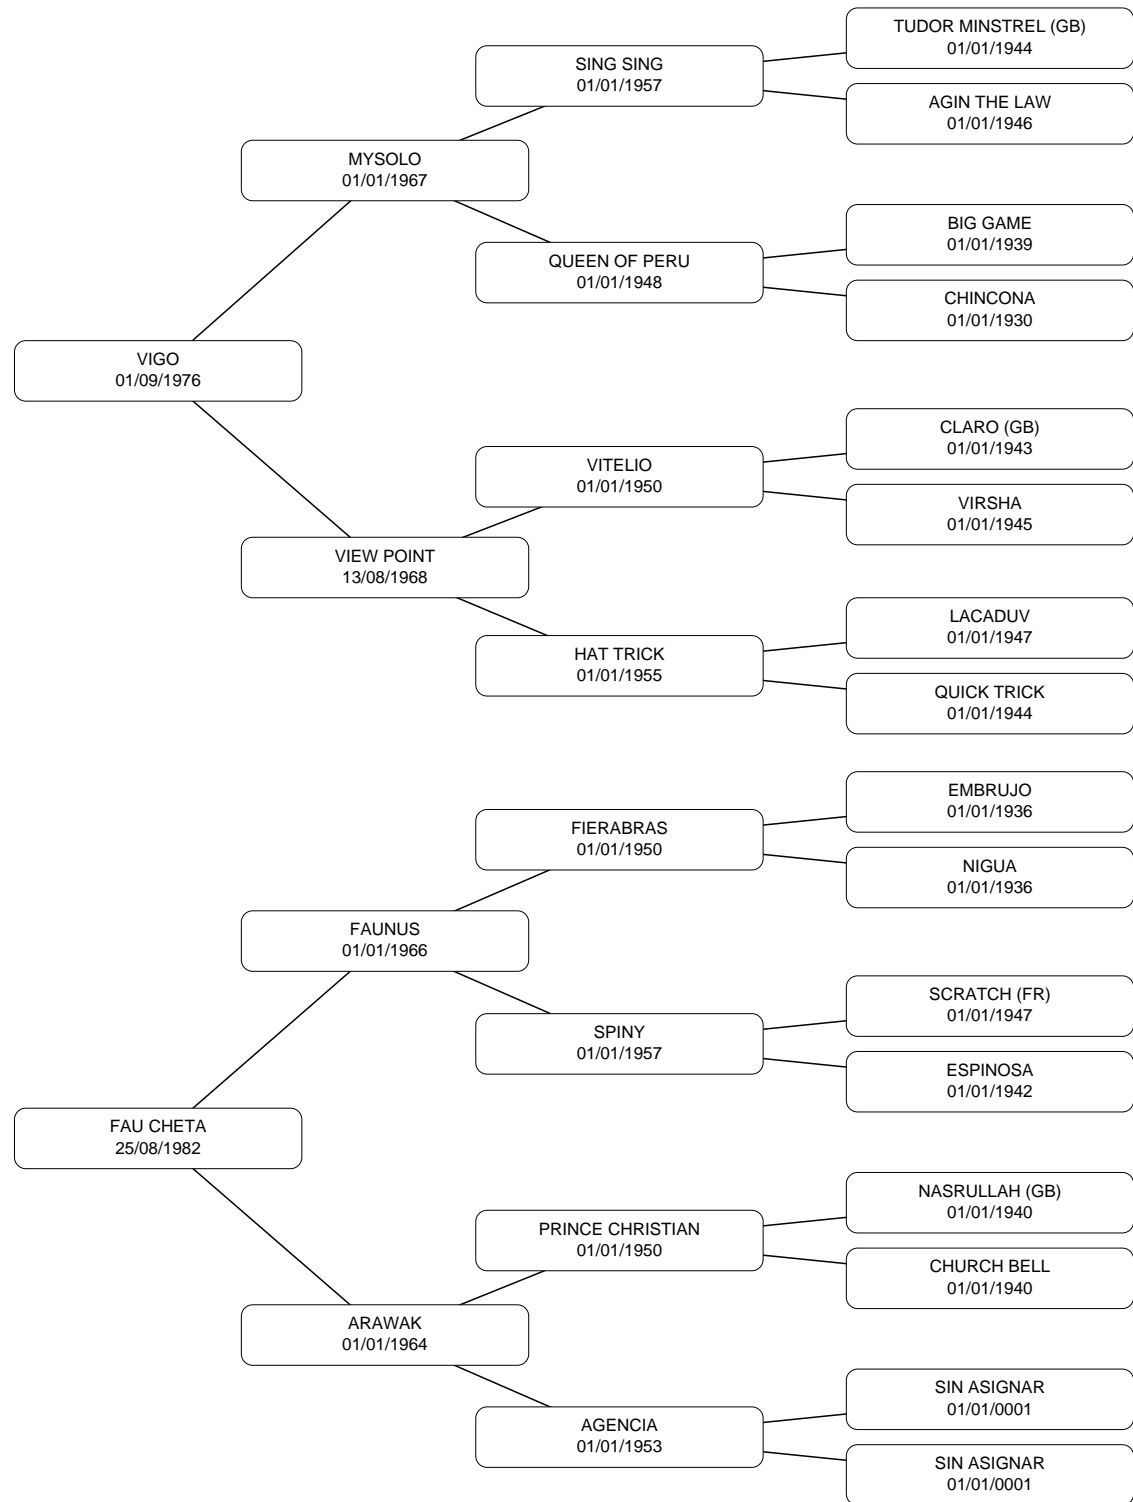 TUDOR MINSTREL (GB)
01/01/1944
SING SING
01/01/1957
AGIN THE LAW
01/01/1946
MYSOLO
01/01/1967
BIG GAME
01/01/1939
QUEEN OF PERU
01/01/1948
CHINCONA
01/01/1930
VIGO
01/09/1976
CLARO (GB)
01/01/1943
VITELIO
01/01/1950
VIRSHA
01/01/1945
VIEW POINT
13/08/1968
LACADUV
01/01/1947
HAT TRICK
01/01/1955
QUICK TRICK
01/01/1944
EMBRUJO
01/01/1936
FIERABRAS
01/01/1950
NIGUA
01/01/1936
FAUNUS
01/01/1966
SCRATCH (FR)
01/01/1947
SPINY
01/01/1957
ESPINOSA
01/01/1942
FAU CHETA
25/08/1982
NASRULLAH (GB)
01/01/1940
PRINCE CHRISTIAN
01/01/1950
CHURCH BELL
01/01/1940
ARAWAK
01/01/1964
SIN ASIGNAR
01/01/0001
AGENCIA
01/01/1953
SIN ASIGNAR
01/01/0001